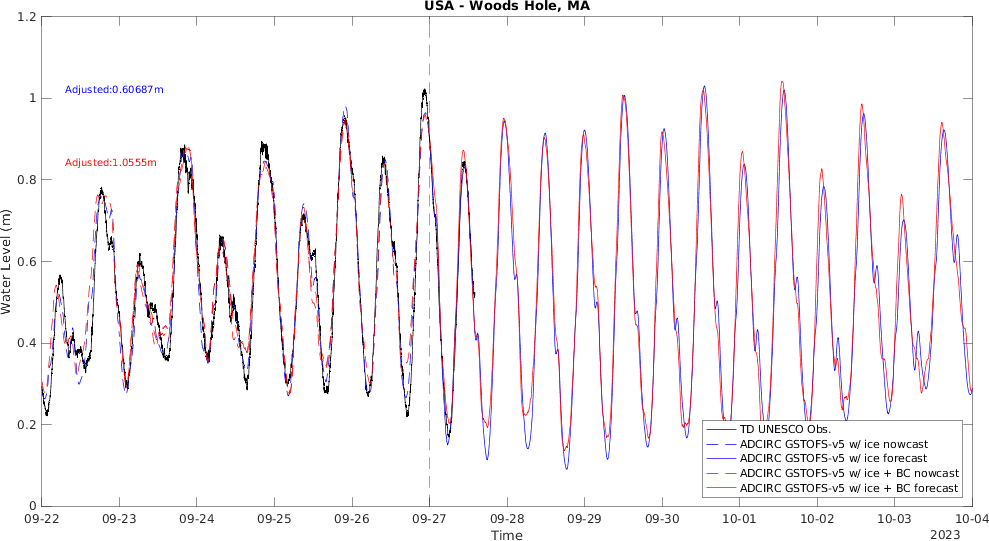 USA - Woods Hole, MA
1.2
1
0.8
0.6
0.4
0.2
0
Water Level (m)
Adjusted:0.60687m
Adjusted:1.0555m
TD UNESCO Obs.
ADCIRC GSTOFS-v5 w/ ice nowcast
ADCIRC GSTOFS-v5 w/ ice forecast
ADCIRC GSTOFS-v5 w/ ice + BC nowcast
ADCIRC GSTOFS-v5 w/ ice + BC forecast
09-22 09-23 09-24 09-25 09-26 09-27 09-28 09-29 09-30 10-01 10-02 10-03 10-04
Time
2023